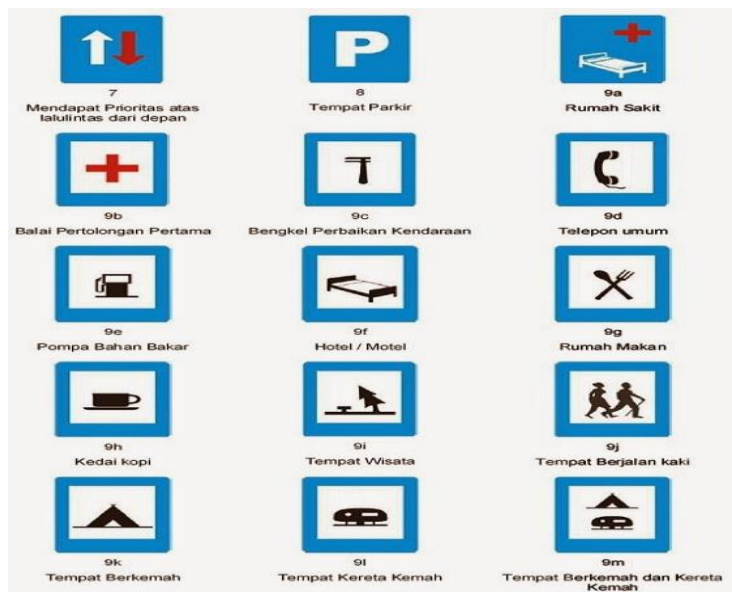 P
7
Mendapat Prioritas atas
lalulintas dari depan
8
Tempat Parkir
9a
Rumah Sakit
9b
Balai Pertolongan Pertama
9c
Bengkel Perbaikan Kendaraan
9d
Telepon umum
9e
Pompa Bahan Bakar
9f
Hotel / Motel
9g
Rumah Makan
9h
Kedai kopi
9i
Tempat Wisata
9j
Tempat Berjalan kaki
9k
Tempat Berkemah
9l
Tempat Kereta Kemah
9m
Tempat Berkemah dan Kereta
Kemah